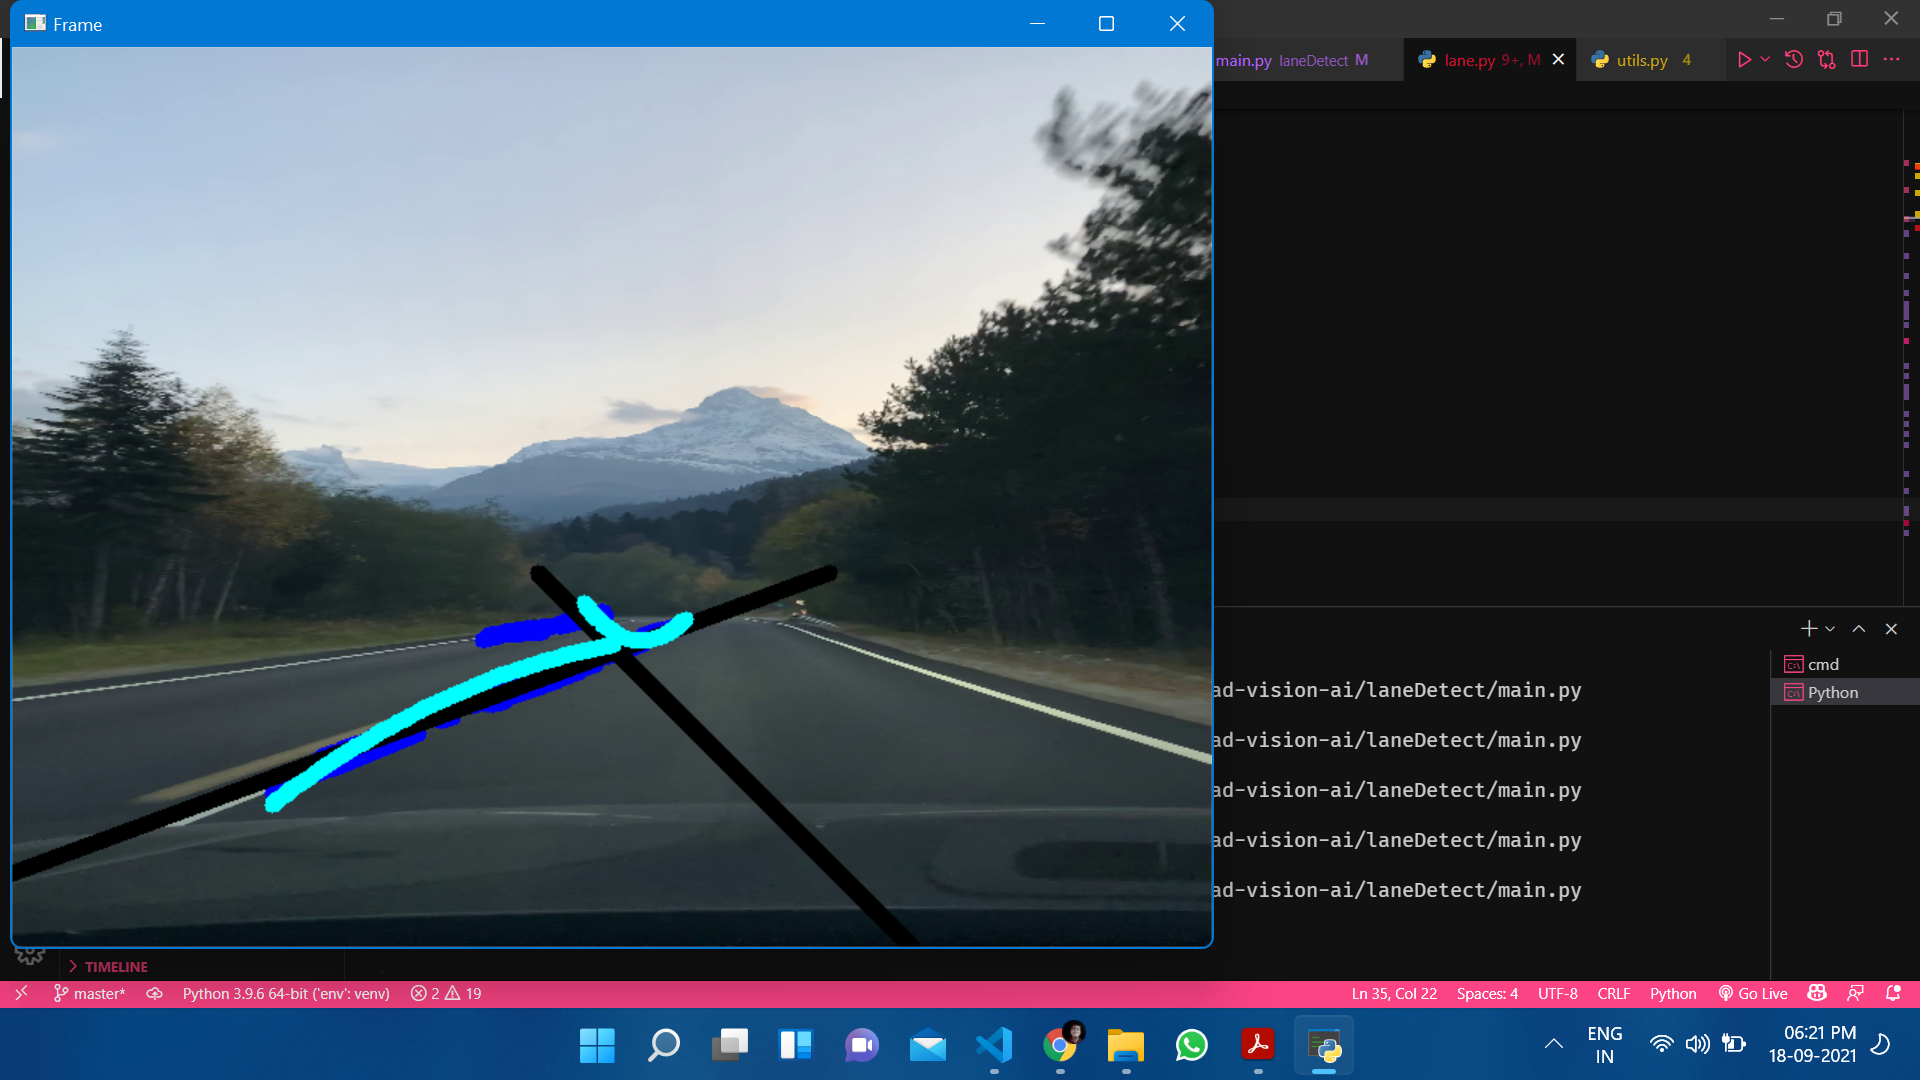 Frame
main.py laneDetect M
lane.py 9+, M
utils.py 4
cmd
Python
ad-vision-ai/laneDetect/main.py
ad-vision-ai/laneDetect/main.py
ad-vision-ai/laneDetect/main.py
ad-vision-ai/laneDetect/main.py
ad-vision-ai/laneDetect/main.py
TIMELINE
master* Python 3.9.6 64-bit ('env': venv) 2 19 Ln 35, Col 22 Spaces: 4 UTF-8 CRLF Python Go Live
ENG
IN
06:21 PM
18-09-2021